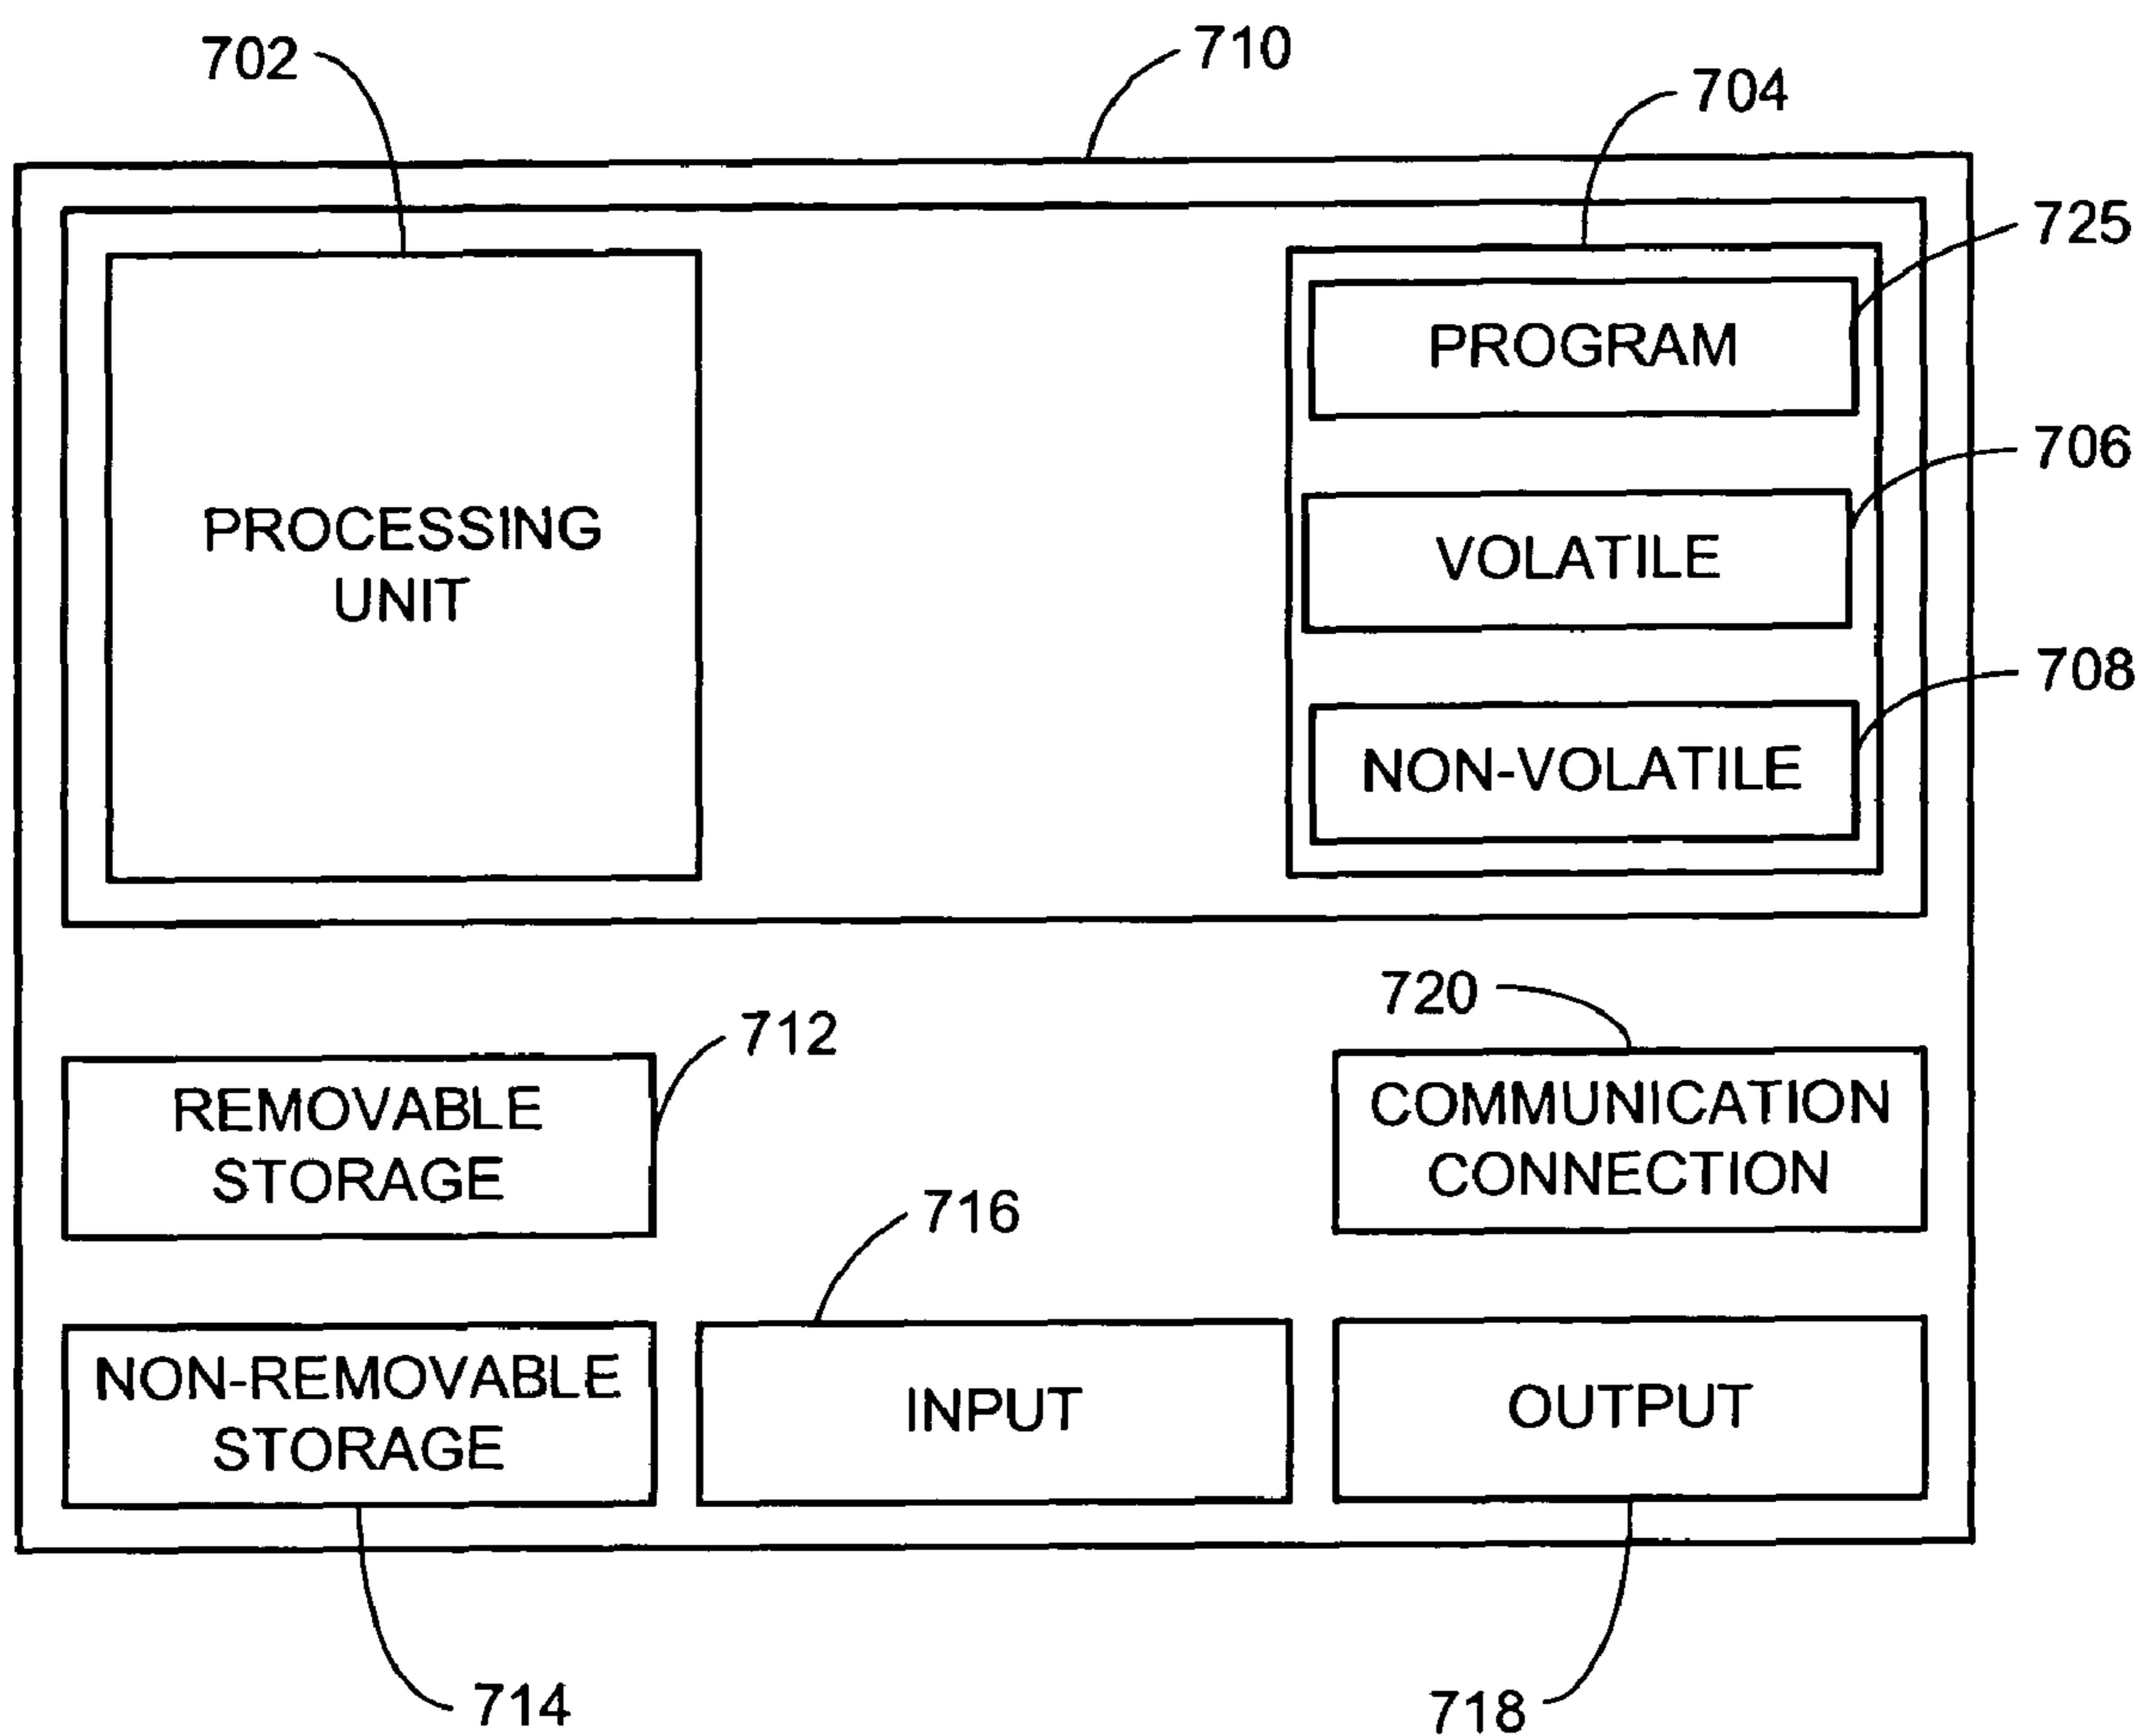 702
710
704
725
PROGRAM
706
PROCESSING
UNIT
VOLATILE
708
NON-VOLATILE
720
712
REMOVABLE
STORAGE
COMMUNICATION
CONNECTION
716
NON-REMOVABLE
STORAGE
INPUT
OUTPUT
714
718